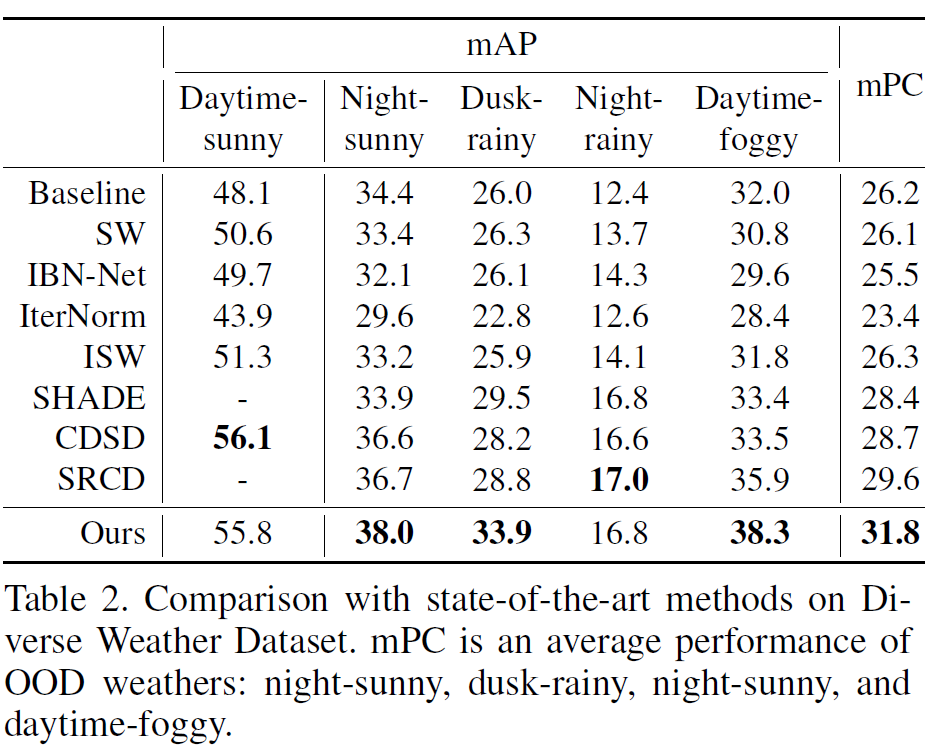 mAP
mPC
Daytime- Night- Dusk- Night- Daytime-
sunny sunny rainy rainy foggy
Baseline 48.1 34.4 26.0 12.4 32.0 26.2
SW 50.6 33.4 26.3 13.7 30.8 26.1
IBN-Net 49.7 32.1 26.1 14.3 29.6 25.5
IterNorm 43.9 29.6 22.8 12.6 28.4 23.4
ISW 51.3 33.2 25.9 14.1 31.8 26.3
SHADE - 33.9 29.5 16.8 33.4 28.4
CDSD 56.1 36.6 28.2 16.6 33.5 28.7
SRCD - 36.7 28.8 17.0 35.9 29.6
Ours 55.8 38.0 33.9 16.8 38.3 31.8
Table 2. Comparison with state-of-the-art methods on Di-
verse Weather Dataset. mPC is an average performance of
OOD weathers: night-sunny, dusk-rainy, night-sunny, and
daytime-foggy.